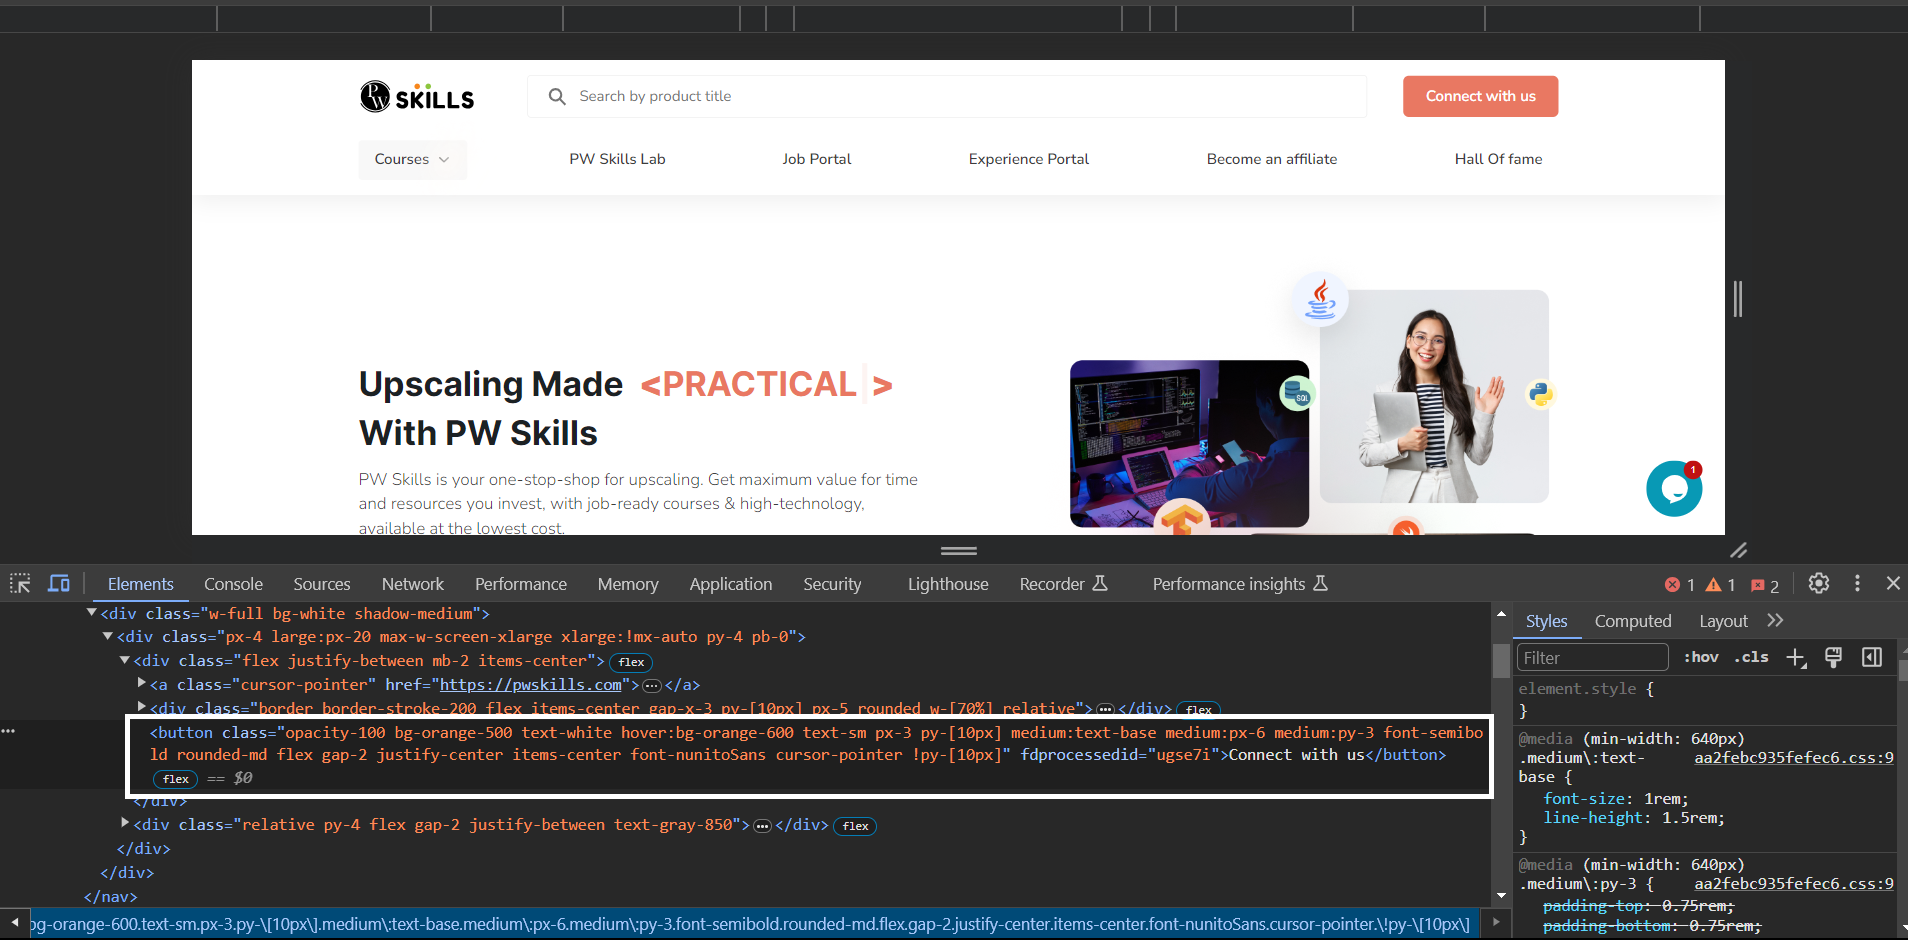 PW SKILLS
Search by product title
Connect with us
Courses
PW Skills Lab
Job Portal
Experience Portal
Become an affiliate
Hall Of fame
Upscaling Made <PRACTICAL >
With PW Skills
PW Skills is your one-stop-shop for upscaling. Get maximum value for time
and resources you invest, with job-ready courses & high-technology,
available at the lowest cost.
SQL
1
Elements Console Sources Network Performance Memory Application Security Lighthouse Recorder Performance insights 1 1 2
<div class="w-full bg-white shadow-medium">
<div class="px-4 large:px-20 max-w-screen-xlarge xlarge:!mx-auto py-4 pb-0">
<div class="flex justify-between mb-2 items-center"> flex
<a class="cursor-pointer" href="https://pwskills.com">…</a>
<div class="border border-stroke-200 flex items-center gap-x-3 py-[10px] px-5 rounded w-[70%] relative">…</div> flex
<button class="opacity-100 bg-orange-500 text-white hover:bg-orange-600 text-sm px-3 py-[10px] medium:text-base medium:px-6 medium:py-3 font-semibo
ld rounded-md flex gap-2 justify-center items-center font-nunitoSans cursor-pointer !py-[10px]" fdprocessedid="ugse7i">Connect with us</button>
flex == $0
</div>
<div class="relative py-4 flex gap-2 justify-between text-gray-850">…</div> flex
</div>
</div>
</nav>
bg-orange-600.text-sm.px-3.py-\[10px\].medium\:text-base.medium\:px-6.medium\:py-3.font-semibold.rounded-md.flex.gap-2.justify-center.items-center.font-nunitoSans.cursor-pointer.\!py-\[10px\]
Styles Computed Layout
Filter :hov .cls
element.style {
}
@media (min-width: 640px)
.medium\:text- aa2febc935fefec6.css:9
base {
font-size: 1rem;
line-height: 1.5rem;
}
@media (min-width: 640px)
.medium\:py-3 { aa2febc935fefec6.css:9
padding-top: 0.75rem;
padding-bottom: 0.75rem;